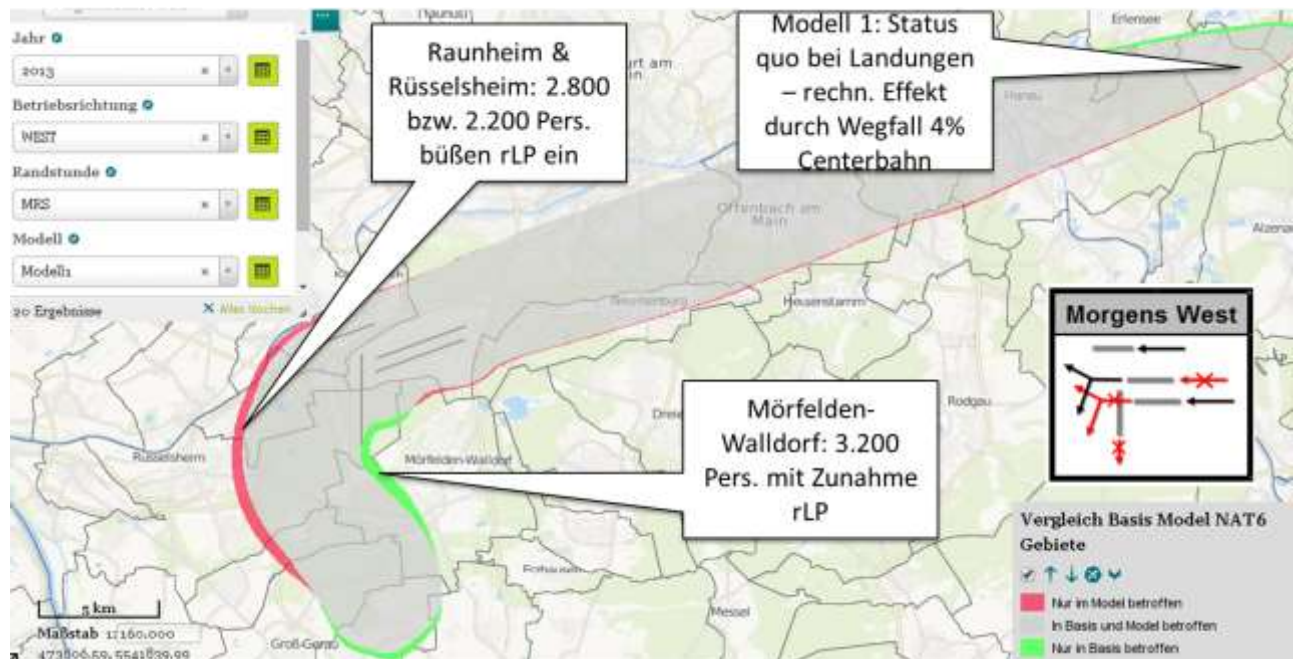 Jahr
2013
Betriebsrichtung
WEST
Randstunde
MRS
Modell
Modell1
20 Ergebnisse
Alles löschen
Raunheim &
Rüsselsheim: 2.800
bzw. 2.200 Pers.
büßen rLP ein
Modell 1: Status
quo bei Landungen
– rechn. Effekt
durch Wegfall 4%
Centerbahn
Erlensee
Hanau
Offenbach am
Main
Alzenau
Heusenstamm
Rodgau
Rüsselsheim
Mörfelden-Walldorf
Mörfelden-
Walldorf: 3.200
Pers. mit Zunahme
rLP
Messel
Groß-Gerau
Morgens West
5 km
Maßstab 1:160.000
Vergleich Basis Model NAT6
Gebiete
Nur im Model betroffen
In Basis und Model betroffen
Nur in Basis betroffen